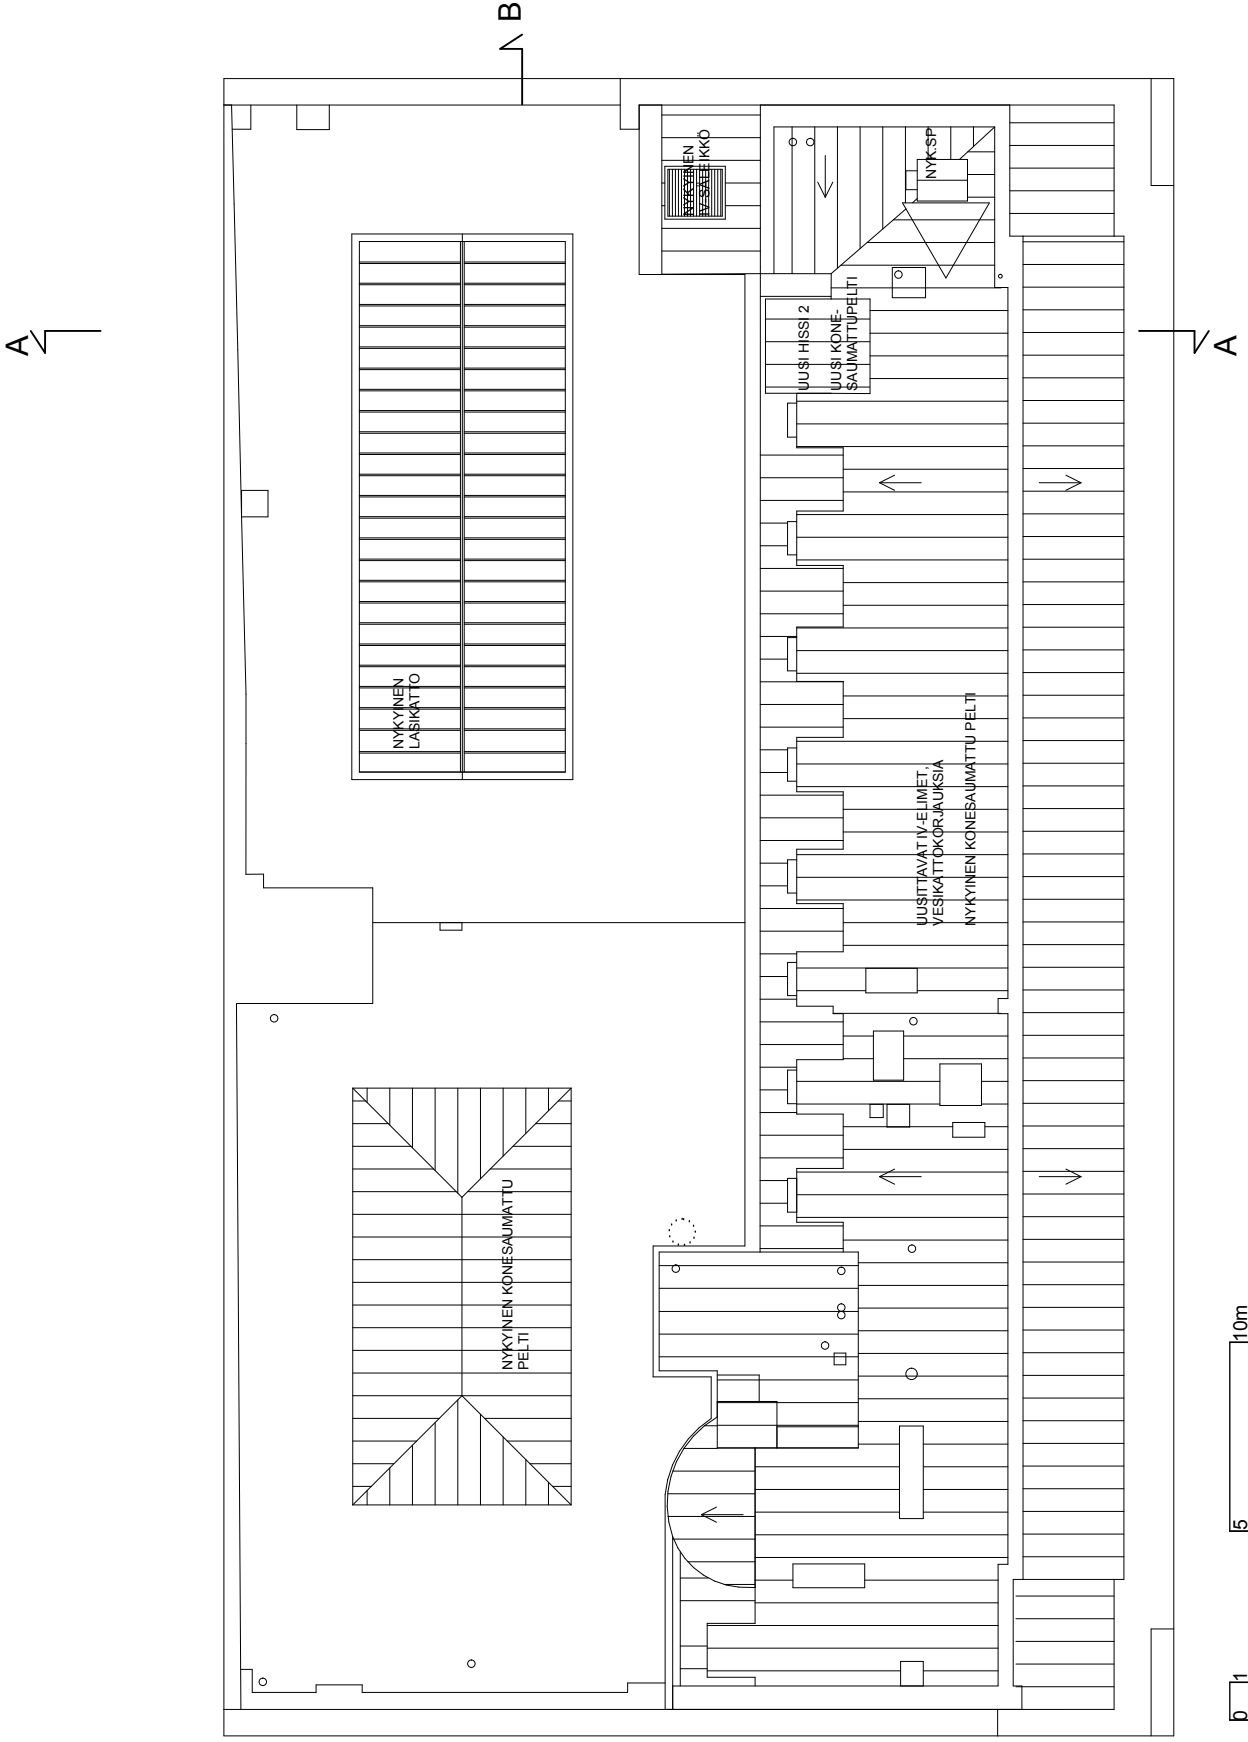 B
A
A
NYKYINEN
IV-SÄLEIKKÖ
NYK.SP
UUSI HISSI 2
UUSI KONE-
SAUMATTUPELTI
NYKYINEN
LASIKATTO
UUSITTAVAT IV-ELIMET,
VESIKATTOKORJAUKSIA
NYKYINEN KONESAUMATTU PELTI
NYKYINEN KONESAUMATTU
PELTI
0 1 5 10m